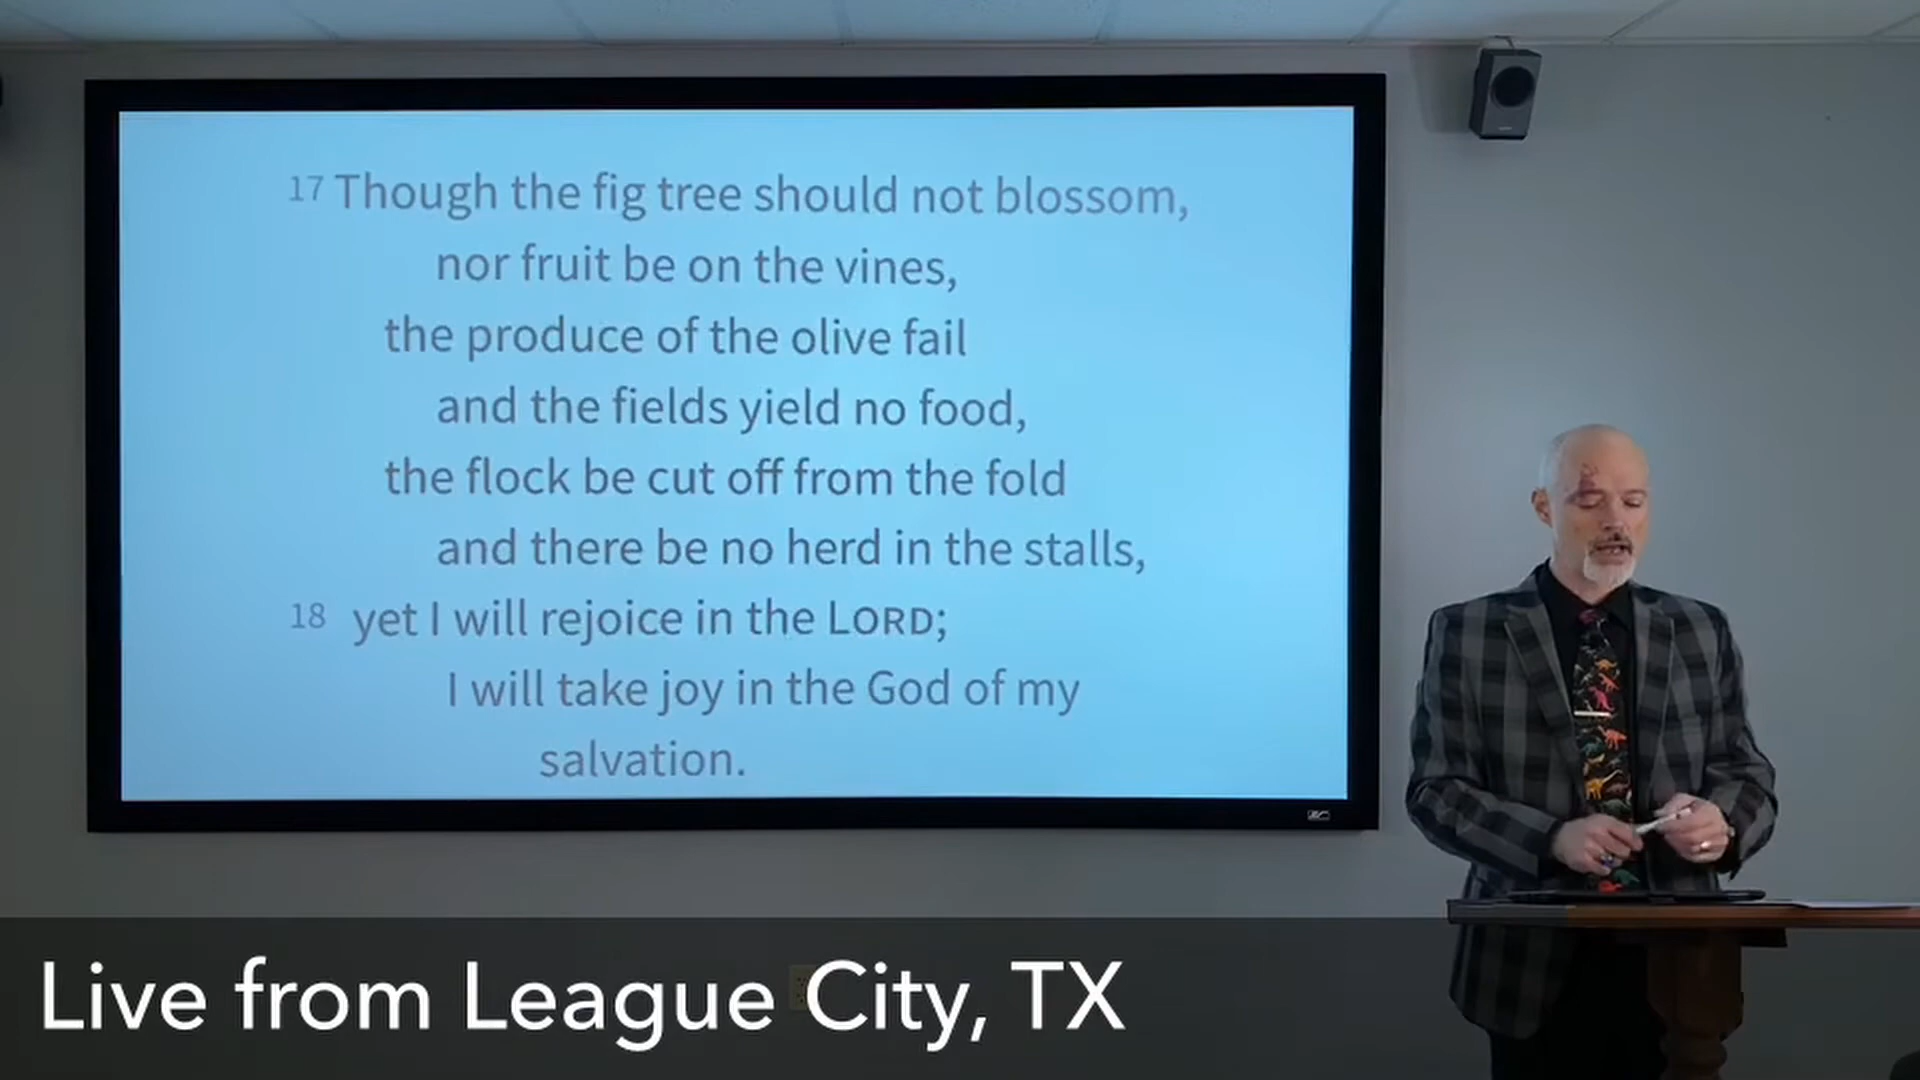 17 Though the fig tree should not blossom,
nor fruit be on the vines,
the produce of the olive fail
and the fields yield no food,
the flock be cut off from the fold
and there be no herd in the stalls,
18 yet I will rejoice in the LORD;
I will take joy in the God of my
salvation.
Live from League City, TX